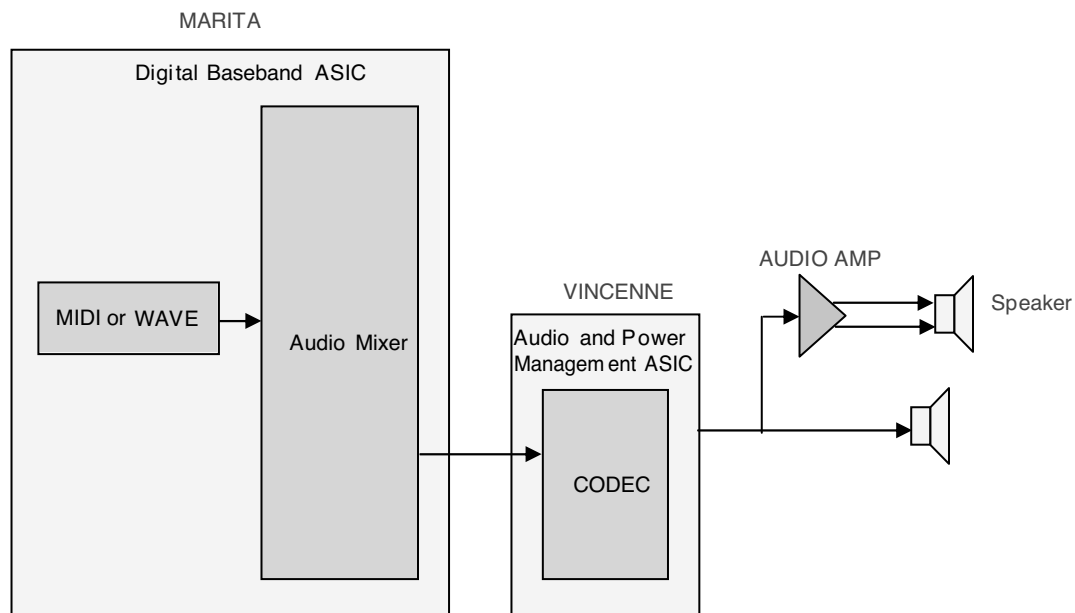 MARITA
Digital Baseband ASIC
MIDI or WAVE
Audio Mixer
VINCENNE
Audio and Power
Management ASIC
CODEC
AUDIO AMP
Speaker